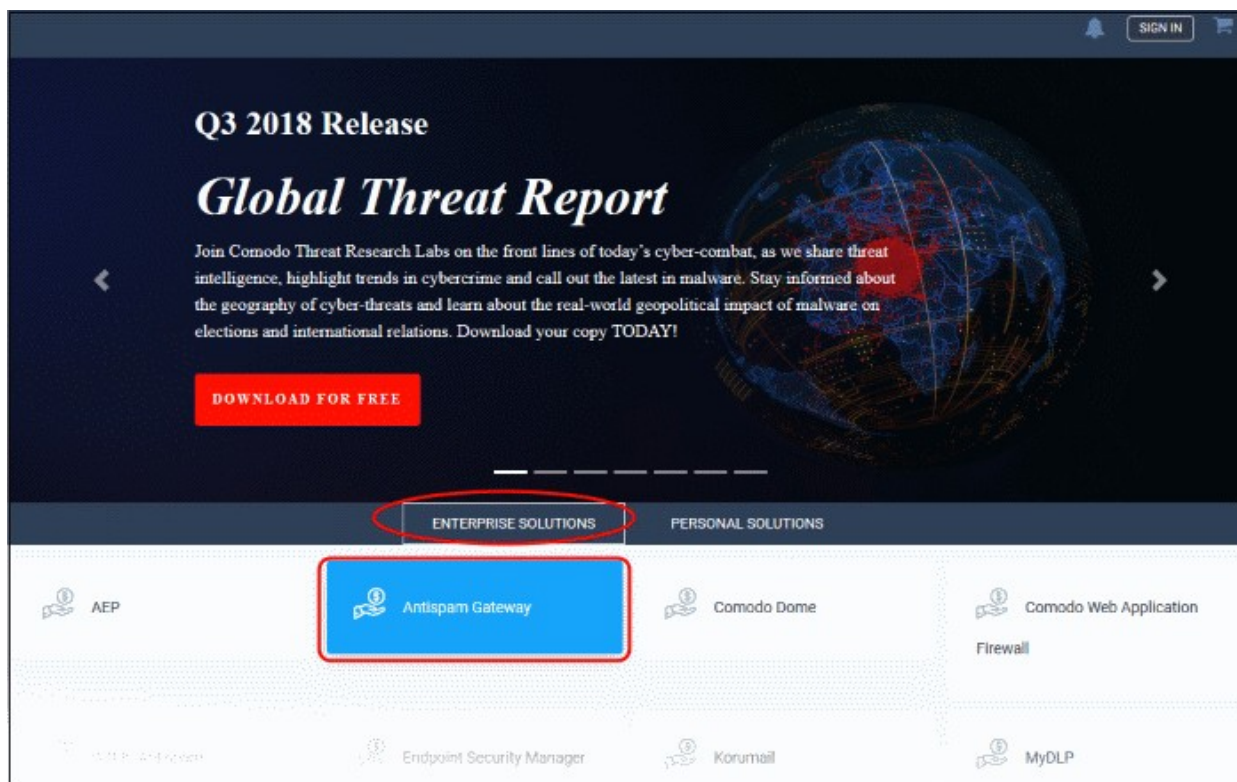 SIGN IN
Q3 2018 Release
Global Threat Report
Join Comodo Threat Research Labs on the front lines of today's cyber-combat, as we share threat
intelligence, highlight trends in cybercrime and call out the latest in malware. Stay informed about
the geography of cyber-threats and learn about the real-world geopolitical impact of malware on
elections and international relations. Download your copy TODAY!
DOWNLOAD FOR FREE
ENTERPRISE SOLUTIONS PERSONAL SOLUTIONS
AEP Antispam Gateway Comodo Dome Comodo Web Application
Firewall
Endpoint Security Manager Korumail MyDLP